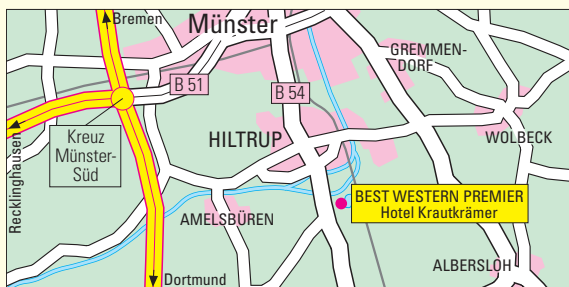 Bremen
Münster
GREMMEN-
DORF
B 51
B 54
Kreuz
Münster-
Süd
HILTRUP
WOLBECK
Recklinghausen
BEST WESTERN PREMIER
Hotel Krautkrämer
AMELSBÜREN
ALBERSLOH
Dortmund